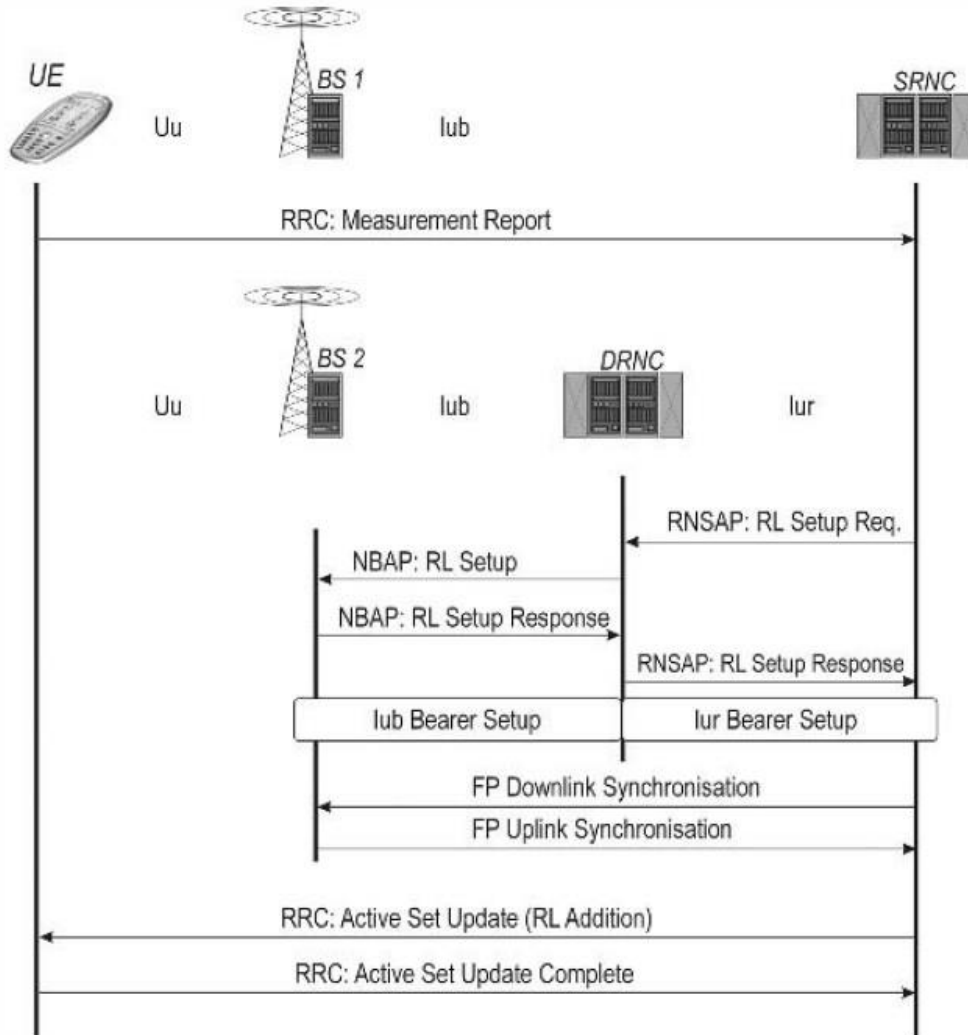 UE
BS 1
SRNC
Uu
Iub
RRC: Measurement Report
BS 2
DRNC
Uu
Iub
Iur
RNSAP: RL Setup Req.
NBAP: RL Setup
NBAP: RL Setup Response
RNSAP: RL Setup Response
Iub Bearer Setup
Iur Bearer Setup
FP Downlink Synchronisation
FP Uplink Synchronisation
RRC: Active Set Update (RL Addition)
RRC: Active Set Update Complete